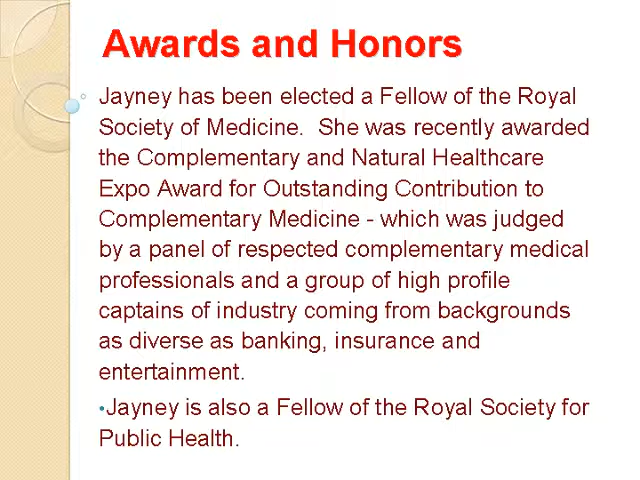 Awards and Honors
Jayney has been elected a Fellow of the Royal
Society of Medicine.  She was recently awarded
the Complementary and Natural Healthcare
Expo Award for Outstanding Contribution to
Complementary Medicine - which was judged
by a panel of respected complementary medical
professionals and a group of high profile
captains of industry coming from backgrounds
as diverse as banking, insurance and
entertainment.
•Jayney is also a Fellow of the Royal Society for
Public Health.